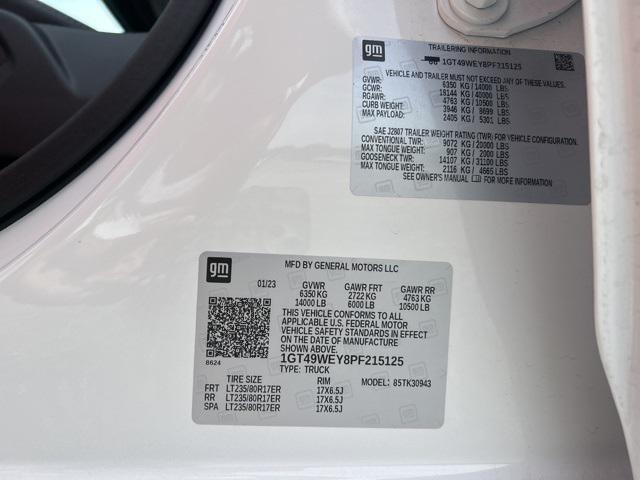 gm
TRAILERING INFORMATION
1GT49WEY8PF215125
VEHICLE AND TRAILER MUST NOT EXCEED ANY OF THESE VALUES.
GVWR: 6350 KG / 14000 LBS
GCWR: 18144 KG / 40000 LBS
RGAWR: 4763 KG / 10500 LBS
CURB WEIGHT: 3946 KG / 8699 LBS
MAX PAYLOAD: 2405 KG / 5301 LBS
SAE J2807 TRAILER WEIGHT RATING (TWR) FOR VEHICLE CONFIGURATION.
CONVENTIONAL TWR: 9072 KG / 20000 LBS
MAX TONGUE WEIGHT: 907 KG / 2000 LBS
GOOSENECK TWR: 14107 KG / 31100 LBS
MAX TONGUE WEIGHT: 2116 KG / 4665 LBS
SEE OWNER'S MANUAL FOR MORE INFORMATION
gm
MFD BY GENERAL MOTORS LLC
01/23 GVWR GAWR FRT GAWR RR
6350 KG 2722 KG 4763 KG
14000 LB 6000 LB 10500 LB
THIS VEHICLE CONFORMS TO ALL
APPLICABLE U.S. FEDERAL MOTOR
VEHICLE SAFETY STANDARDS IN EFFECT
ON THE DATE OF MANUFACTURE
SHOWN ABOVE.
1GT49WEY8PF215125
8624 TYPE: TRUCK
TIRE SIZE RIM MODEL: 85TK30943
FRT LT235/80R17ER 17X6.5J
RR LT235/80R17ER 17X6.5J
SPA LT235/80R17ER 17X6.5J